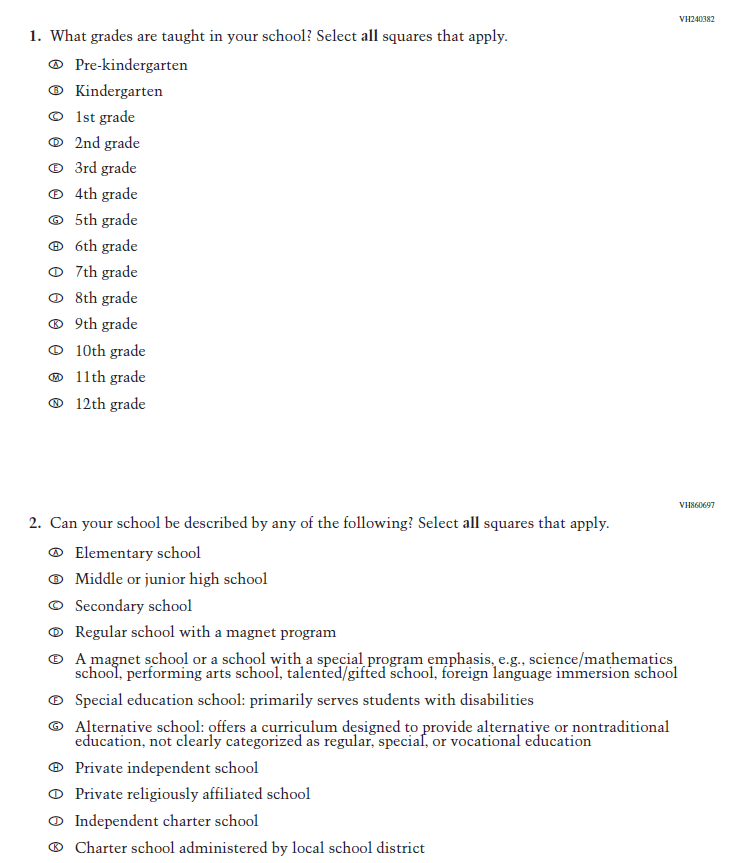 VH240382
1. What grades are taught in your school? Select all squares that apply.
A Pre-kindergarten
B Kindergarten
C 1st grade
D 2nd grade
E 3rd grade
F 4th grade
G 5th grade
H 6th grade
I 7th grade
J 8th grade
K 9th grade
L 10th grade
M 11th grade
N 12th grade
VH860697
2. Can your school be described by any of the following? Select all squares that apply.
A Elementary school
B Middle or junior high school
C Secondary school
D Regular school with a magnet program
E A magnet school or a school with a special program emphasis, e.g., science/mathematics
school, performing arts school, talented/gifted school, foreign language immersion school
F Special education school: primarily serves students with disabilities
G Alternative school: offers a curriculum designed to provide alternative or nontraditional
education, not clearly categorized as regular, special, or vocational education
H Private independent school
I Private religiously affiliated school
J Independent charter school
K Charter school administered by local school district